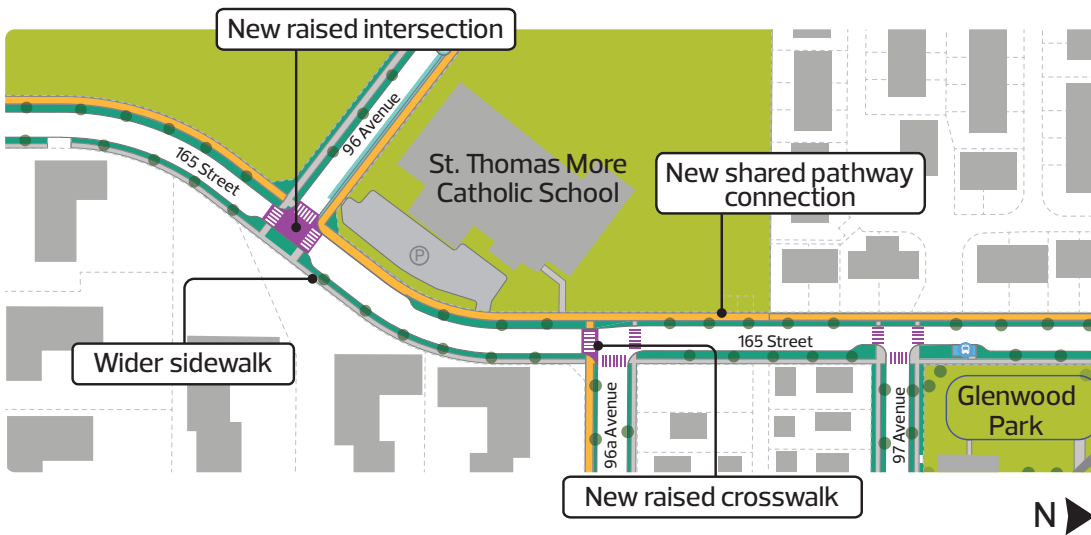 New raised intersection
96 Avenue
165 Street
St. Thomas More
Catholic School
P
New shared pathway
connection
Wider sidewalk
165 Street
96a Avenue
97 Avenue
Glenwood
Park
New raised crosswalk
N